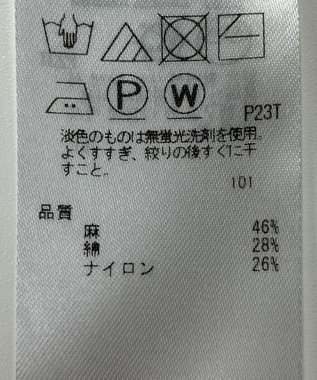 P W
P23T
淡色のものは無蛍光洗剤を使用。
よくすすぎ、絞りの後すぐに干
すこと。
101
品質
麻 46%
綿 28%
ナイロン 26%